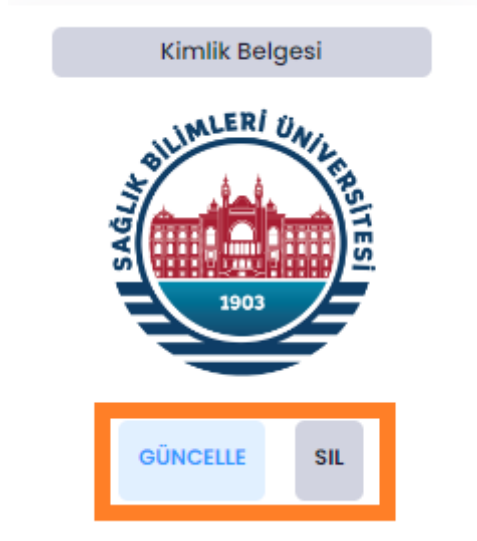 Kimlik Belgesi
SAĞLIK BİLİMLERİ ÜNİVERSİTESİ
1903
GÜNCELLE
SIL